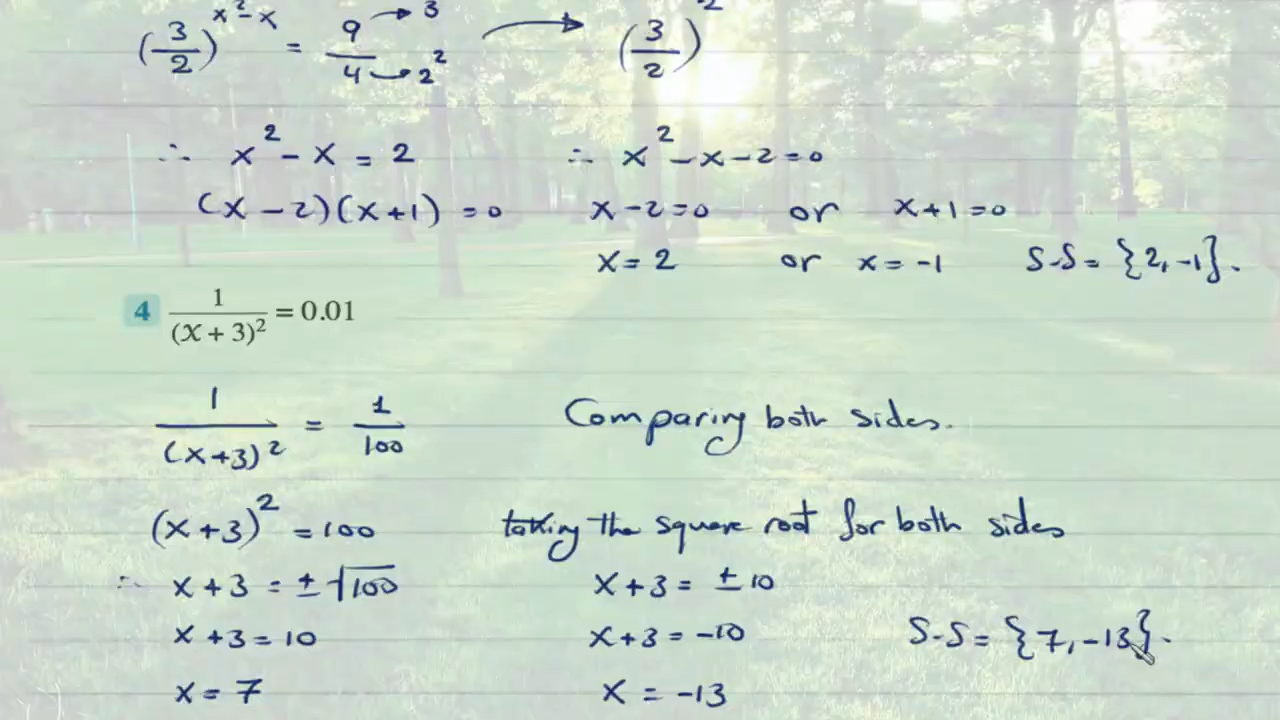 (3/2)^(x²-x) = 9/4 → 3 → 2² → (3/2)²
∴ x² - x = 2 ∴ x² - x - 2 = 0
(x - 2)(x + 1) = 0 x - 2 = 0 or x + 1 = 0
x = 2 or x = -1 S.S = {2, -1}.
4 1/(X + 3)² = 0.01
1/(x+3)² = 1/100 Comparing both sides.
(x+3)² = 100 taking the square root for both sides
∴ x + 3 = ±√100 x + 3 = ±10
x + 3 = 10 x + 3 = -10 S.S = {7, -13}.
x = 7 x = -13